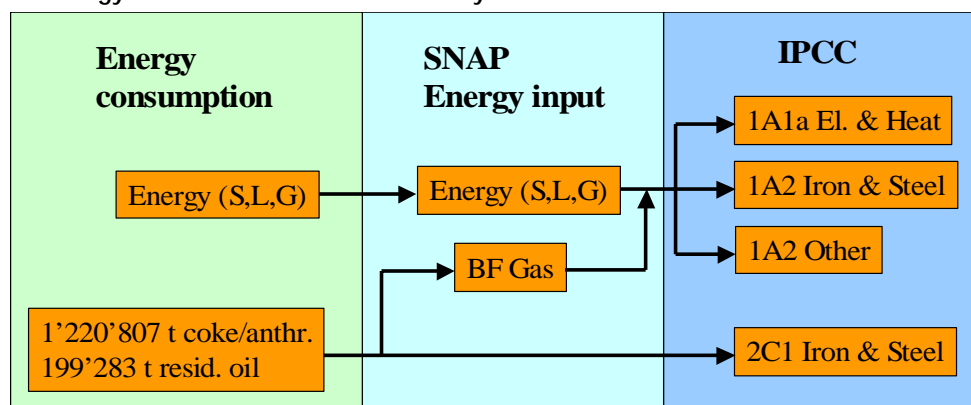 Energy
consumption
SNAP
Energy input
IPCC
1A1a El. & Heat
Energy (S,L,G)
Energy (S,L,G)
1A2 Iron & Steel
BF Gas
1A2 Other
1'220'807 t coke/anthr.
199'283 t resid. oil
2C1 Iron & Steel